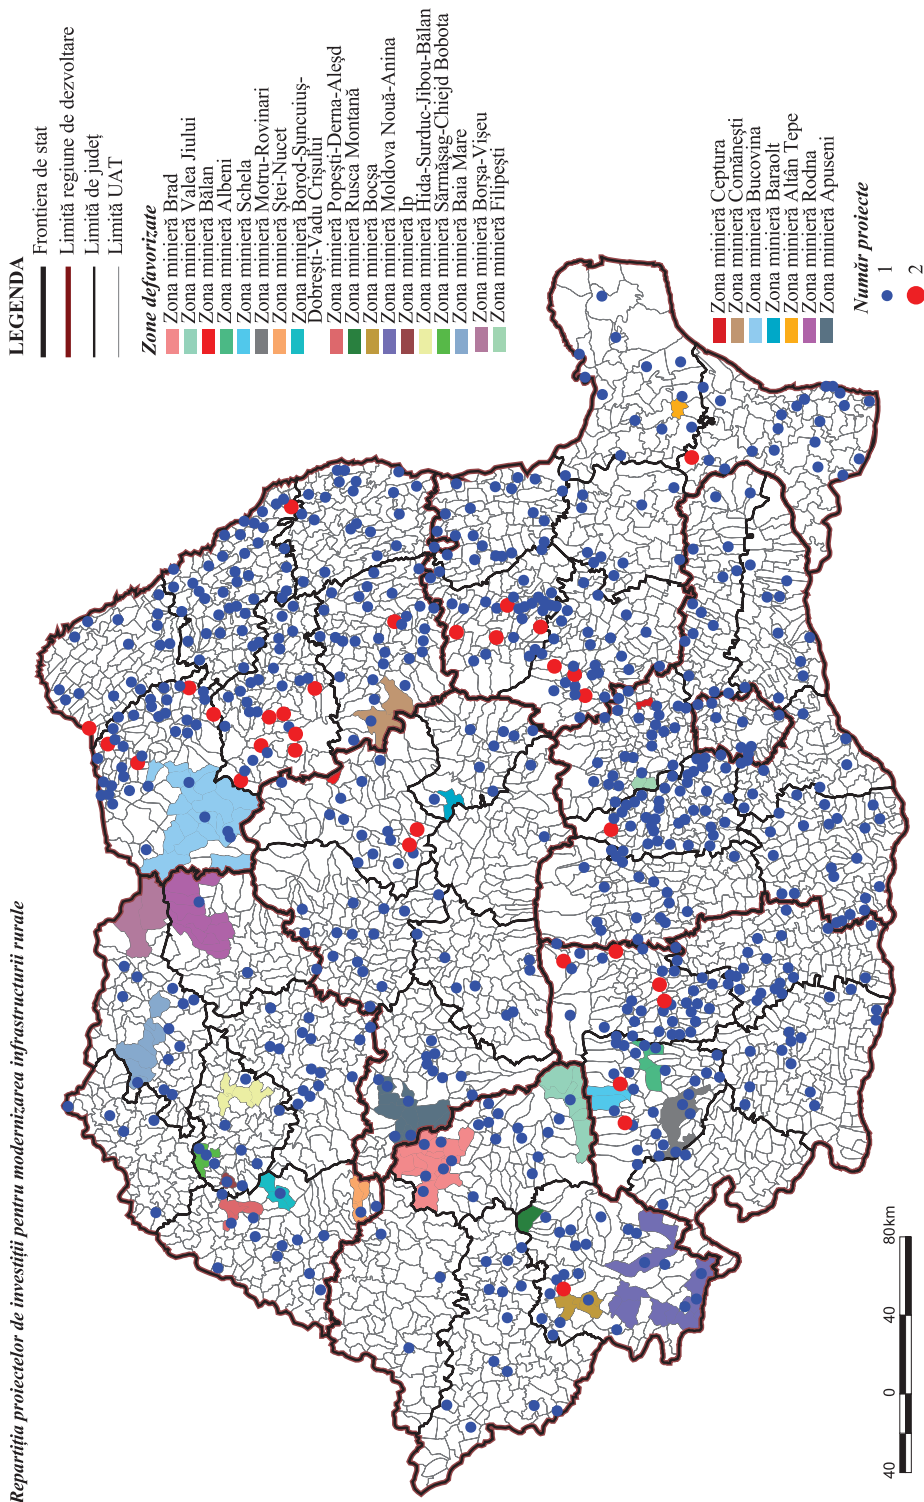 Repartiția proiectelor de investiții pentru modernizarea infrastructurii rurale
LEGENDA
Frontiera de stat
Limită regiune de dezvoltare
Limită de județ
Limită UAT
Zone defavorizate
Zona minieră Brad
Zona minieră Valea Jiului
Zona minieră Bălan
Zona minieră Albeni
Zona minieră Schela
Zona minieră Motru-Rovinari
Zona minieră Ștei-Nucet
Zona minieră Borod-Șuncuiuș-
Dobrești-Vadu Crișului
Zona minieră Popești-Derna-Aleșd
Zona minieră Rusca Montană
Zona minieră Bocșa
Zona minieră Moldova Nouă-Anina
Zona minieră Ip
Zona minieră Hida-Surduc-Jibou-Bălan
Zona minieră Sărmășag-Chiejd Bobota
Zona minieră Baia Mare
Zona minieră Borșa-Vișeu
Zona minieră Filipești
Zona minieră Ceptura
Zona minieră Comănești
Zona minieră Bucovina
Zona minieră Baraolt
Zona minieră Altân Tepe
Zona minieră Rodna
Zona minieră Apuseni
Număr proiecte
1
2
40 0 40 80km